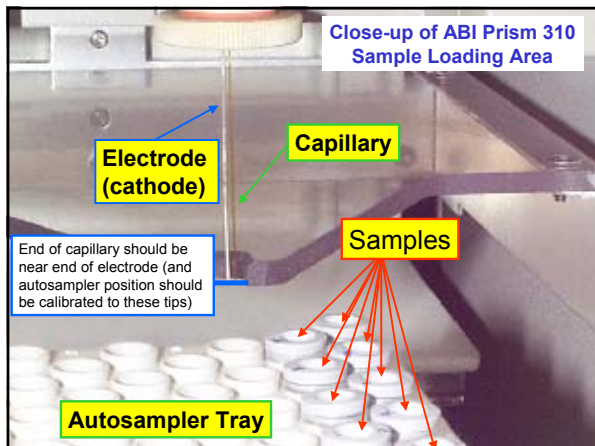 Close-up of ABI Prism 310
Sample Loading Area
Electrode
(cathode)
Capillary
End of capillary should be
near end of electrode (and
autosampler position should
be calibrated to these tips)
Samples
Autosampler Tray